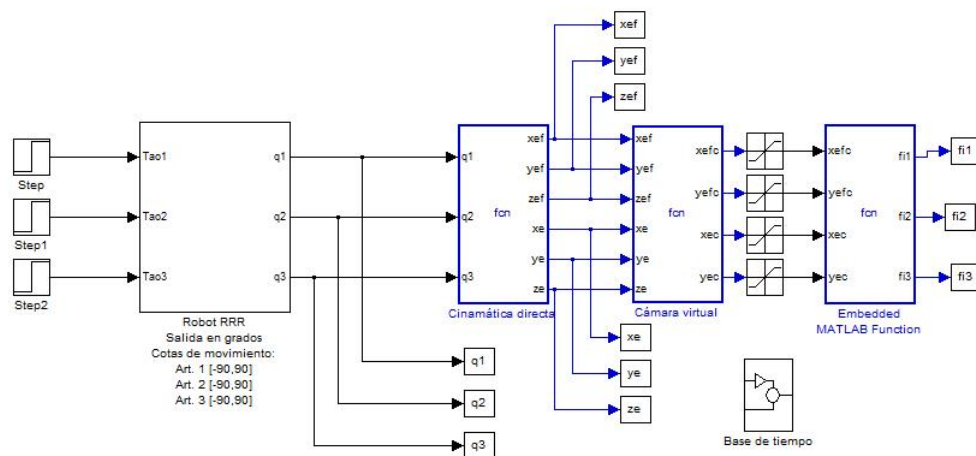 xef
yef
zef
Step
Step1
Step2
Tao1
Tao2
Tao3
q1
q2
q3
Robot RRR
Salida en grados
Cotas de movimiento:
Art. 1 [-90,90]
Art. 2 [-90,90]
Art. 3 [-90,90]
q1
q2
q3
fcn
xef
yef
zef
xe
ye
ze
Cinamática directa
xef
yef
zef
xe
ye
ze
fcn
xefc
yefc
xec
yec
Cámara virtual
xefc
yefc
xec
yec
fcn
fi1
fi2
fi3
Embedded
MATLAB Function
fi1
fi2
fi3
xe
ye
ze
q1
q2
q3
Base de tiempo